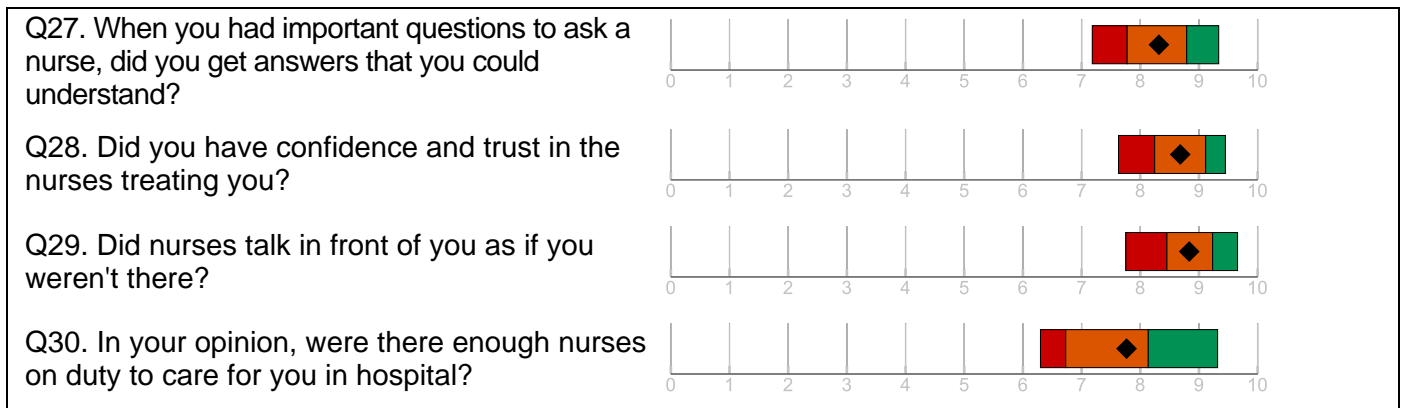 Q27. When you had important questions to ask a
nurse, did you get answers that you could
understand?
0 1 2 3 4 5 6 7 8 9 10
Q28. Did you have confidence and trust in the
nurses treating you?
0 1 2 3 4 5 6 7 8 9 10
Q29. Did nurses talk in front of you as if you
weren't there?
0 1 2 3 4 5 6 7 8 9 10
Q30. In your opinion, were there enough nurses
on duty to care for you in hospital?
0 1 2 3 4 5 6 7 8 9 10